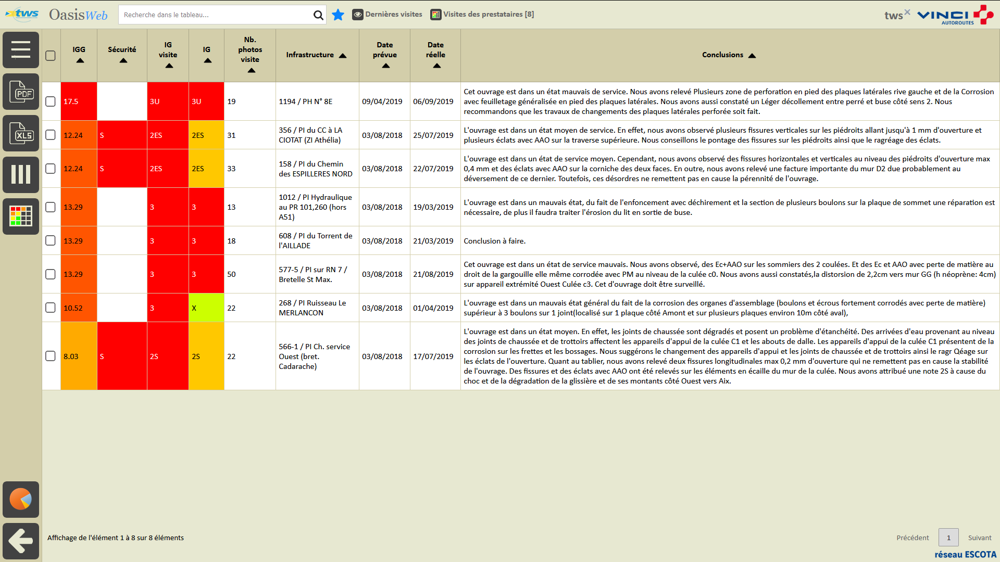 tws OasisWeb Recherche dans le tableau... Dernières visites Visites des prestataires [8] tws VINCI AUTOROUTES
IGG Sécurité IG visite IG Nb. photos visite Infrastructure Date prévue Date réelle Conclusions
PDF
XLS
17.5 3U 3U 19 1194 / PH N° 8E 09/04/2019 06/09/2019
Cet ouvrage est dans un état mauvais de service. Nous avons relevé Plusieurs zone de perforation en pied des plaques latérales rive gauche et de la Corrosion
avec feuilletage généralisée en pied des plaques latérales. Nous avons aussi constaté un Léger décollement entre perré et buse côté sens 2. Nous
recommandons que les travaux de changements des plaques latérales perforée soit fait.
12.24 S 2ES 2ES 31 356 / PI du CC à LA CIOTAT (ZI Athélia) 03/08/2018 25/07/2019
L'ouvrage est dans un état moyen de service. En effet, nous avons observé plusieurs fissures verticales sur les piédroits allant jusqu'à 1 mm d'ouverture et
plusieurs éclats avec AAO sur la traverse supérieure. Nous conseillons le pontage des fissures sur les piédroits ainsi que le ragréage des éclats.
12.24 S 2ES 2ES 33 158 / PI du Chemin des ESPILLERES NORD 03/08/2018 22/07/2019
L'ouvrage est dans un état de service moyen. Cependant, nous avons observé des fissures horizontales et verticales au niveau des piédroits d'ouverture max
0,4 mm et des éclats avec AAO sur la corniche des deux faces. En outre, nous avons relevé une facture importante du mur D2 due probablement au
déversement de ce dernier. Toutefois, ces désordres ne remettent pas en cause la pérennité de l'ouvrage.
13.29 3 3 13 1012 / PI Hydraulique au PR 101,260 (hors A51) 03/08/2018 19/03/2019
L'ouvrage est dans un mauvais état, du fait de l'enfoncement avec déchirement et la section de plusieurs boulons sur la plaque de sommet une réparation est
nécessaire, de plus il faudra traiter l'érosion du lit en sortie de buse.
13.29 3 3 18 608 / PI du Torrent de l'AILLADE 03/08/2018 21/03/2019 Conclusion à faire.
13.29 3 3 50 577-5 / PI sur RN 7 / Bretelle St Max. 03/08/2018 21/08/2019
Cet ouvrage est dans un état de service mauvais. Nous avons observé, des Ec+AAO sur les sommiers des 2 coulées. Et des Ec et AAO avec perte de matière au
droit de la gargouille elle même corrodée avec PM au niveau de la culée c0. Nous avons aussi constatés,la distorsion de 2,2cm vers mur GG (h néoprène: 4cm)
sur appareil extrémité Ouest Culée c3. Cet d'ouvrage doit être surveillé.
10.52 3 X 22 268 / PI Ruisseau Le MERLANCON 03/08/2018 01/04/2019
L'ouvrage est dans un mauvais état général du fait de la corrosion des organes d'assemblage (boulons et écrous fortement corrodés avec perte de matière)
supérieur à 3 boulons sur 1 joint(localisé sur 1 plaque côté Amont et sur plusieurs plaques environ 10m côté aval),
8.03 S 2S 2S 22 566-1 / PI Ch. service Ouest (bret. Cadarache) 03/08/2018 17/07/2019
L'ouvrage est dans un état moyen. En effet, les joints de chaussée sont dégradés et posent un problème d'étanchéité. Des arrivées d'eau provenant au niveau
des joints de chaussée et de trottoirs affectent les appareils d'appui de la culée C1 et les abouts de dalle. Les appareils d'appui de la culée C1 présentent de la
corrosion sur les frettes et les bossages. Nous suggérons le changement des appareils d'appui et les joints de chaussée et de trottoirs ainsi le ragr Qéage sur
les éclats de l'ouverture. Quant au tablier, nous avons relevé deux fissures longitudinales max 0,2 mm d'ouverture qui ne remettent pas en cause la stabilité
de l'ouvrage. Des fissures et des éclats avec AAO ont été relevés sur les éléments en écaille du mur de la culée. Nous avons attribué une note 2S à cause du
choc et de la dégradation de la glissière et de ses montants côté Ouest vers Aix.
Affichage de l'élément 1 à 8 sur 8 éléments Précédent 1 Suivant
réseau ESCOTA